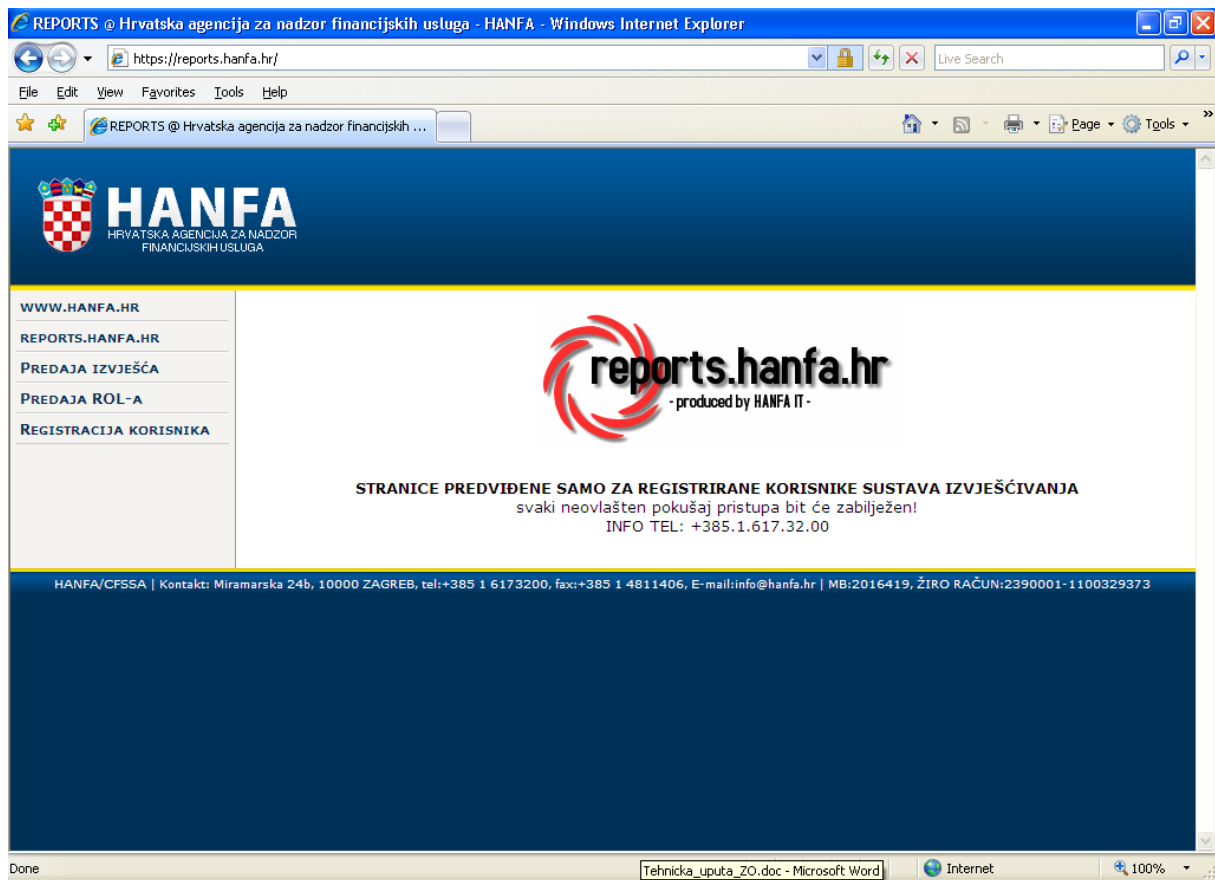 REPORTS @ Hrvatska agencija za nadzor financijskih usluga - HANFA - Windows Internet Explorer
https://reports.hanfa.hr/
Live Search
File Edit View Favorites Tools Help
REPORTS @ Hrvatska agencija za nadzor financijskih ...
Page Tools »
HANFA
HRVATSKA AGENCIJA ZA NADZOR
FINANCIJSKIH USLUGA
WWW.HANFA.HR
REPORTS.HANFA.HR
PREDAJA IZVJEŠĆA
PREDAJA ROL-A
REGISTRACIJA KORISNIKA
reports.hanfa.hr
- produced by HANFA IT -
STRANICE PREDVIĐENE SAMO ZA REGISTRIRANE KORISNIKE SUSTAVA IZVJEŠĆIVANJA
svaki neovlašten pokušaj pristupa bit će zabilježen!
INFO TEL: +385.1.617.32.00
HANFA/CFSSA | Kontakt: Miramarska 24b, 10000 ZAGREB, tel:+385 1 6173200, fax:+385 1 4811406, E-mail:info@hanfa.hr | MB:2016419, ŽIRO RAČUN:2390001-1100329373
Done
Tehnicka_uputa_ZO.doc - Microsoft Word
Internet
100%